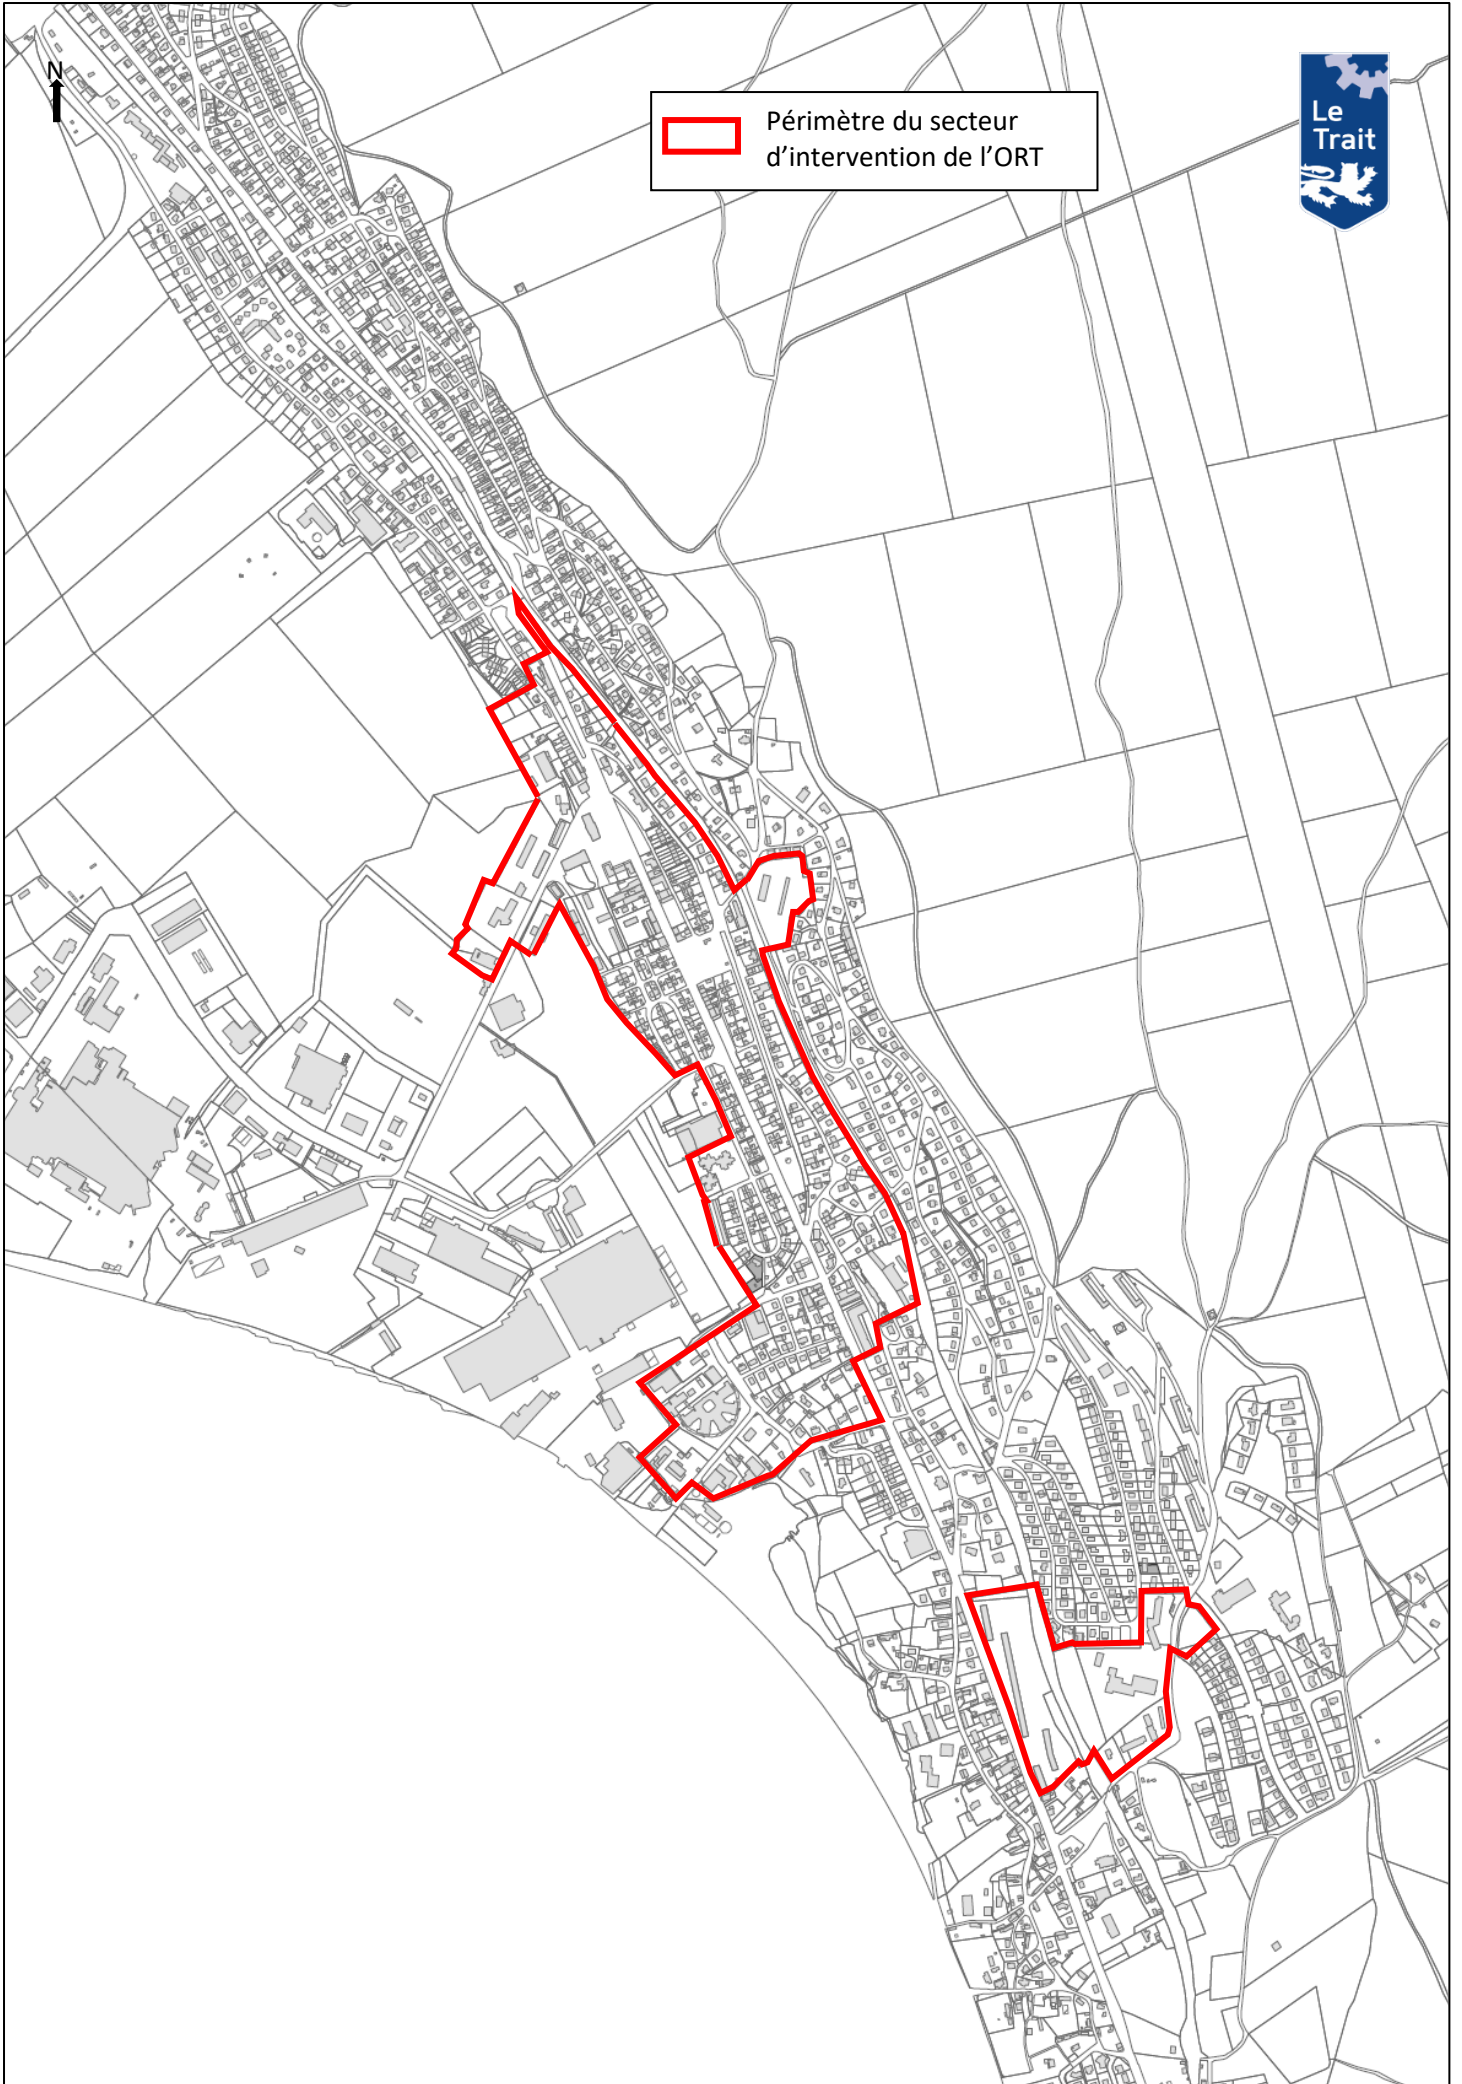 N
Périmètre du secteur
d’intervention de l’ORT
Le
Trait